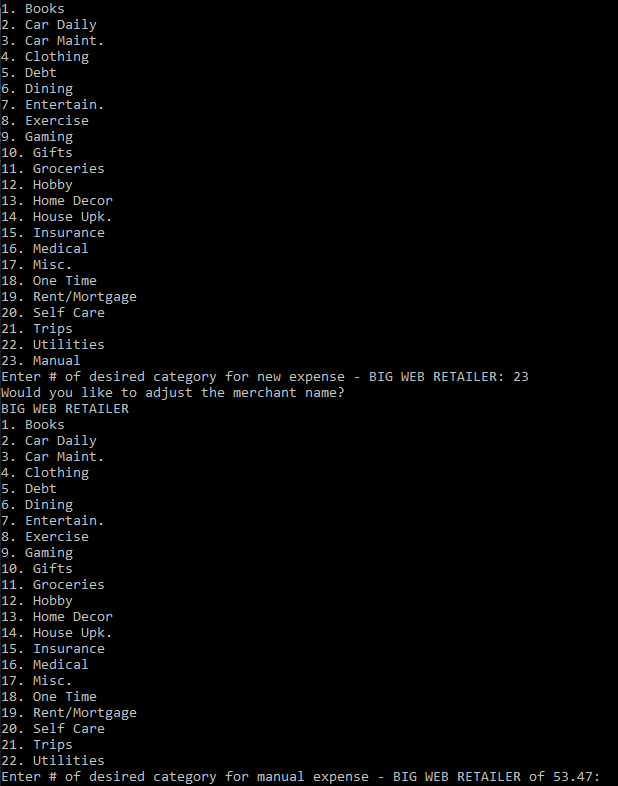 1. Books
2. Car Daily
3. Car Maint.
4. Clothing
5. Debt
6. Dining
7. Entertain.
8. Exercise
9. Gaming
10. Gifts
11. Groceries
12. Hobby
13. Home Decor
14. House Upk.
15. Insurance
16. Medical
17. Misc.
18. One Time
19. Rent/Mortgage
20. Self Care
21. Trips
22. Utilities
23. Manual
Enter # of desired category for new expense - BIG WEB RETAILER: 23
Would you like to adjust the merchant name?
BIG WEB RETAILER
1. Books
2. Car Daily
3. Car Maint.
4. Clothing
5. Debt
6. Dining
7. Entertain.
8. Exercise
9. Gaming
10. Gifts
11. Groceries
12. Hobby
13. Home Decor
14. House Upk.
15. Insurance
16. Medical
17. Misc.
18. One Time
19. Rent/Mortgage
20. Self Care
21. Trips
22. Utilities
Enter # of desired category for manual expense - BIG WEB RETAILER of 53.47: